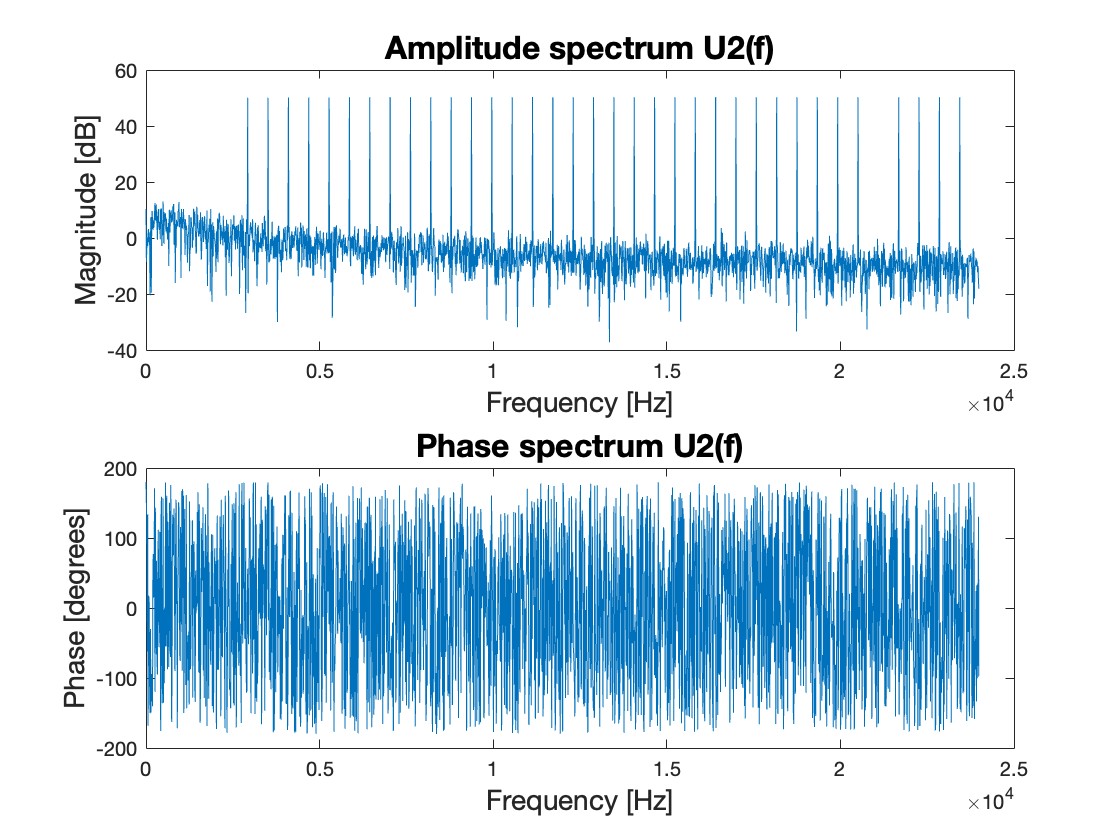 Amplitude spectrum U2(f)
Magnitude [dB]
60
40
20
0
-20
-40
0 0.5 1 1.5 2 2.5
Frequency [Hz]
×10^4
Phase spectrum U2(f)
Phase [degrees]
200
100
0
-100
-200
0 0.5 1 1.5 2 2.5
Frequency [Hz]
×10^4